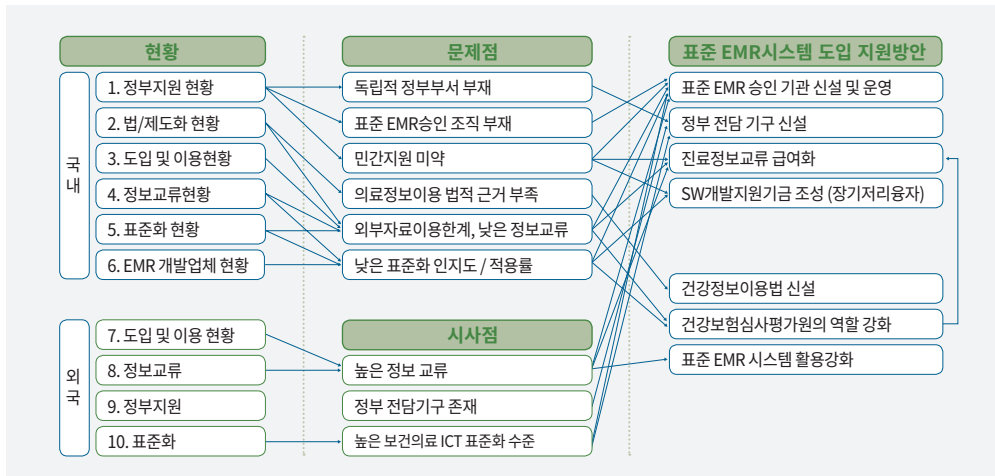 현황
국내
1. 정부지원 현황
2. 법/제도화 현황
3. 도입 및 이용현황
4. 정보교류현황
5. 표준화 현황
6. EMR 개발업체 현황
외국
7. 도입 및 이용 현황
8. 정보교류
9. 정부지원
10. 표준화
문제점
독립적 정부부서 부재
표준 EMR승인 조직 부재
민간지원 미약
의료정보이용 법적 근거 부족
외부자료이용한계, 낮은 정보교류
낮은 표준화 인지도 / 적용률
시사점
높은 정보 교류
정부 전담기구 존재
높은 보건의료 ICT 표준화 수준
표준 EMR시스템 도입 지원방안
표준 EMR 승인 기관 신설 및 운영
정부 전담 기구 신설
진료정보교류 급여화
SW개발지원기금 조성 (장기저리융자)
건강정보이용법 신설
건강보험심사평가원의 역할 강화
표준 EMR 시스템 활용강화